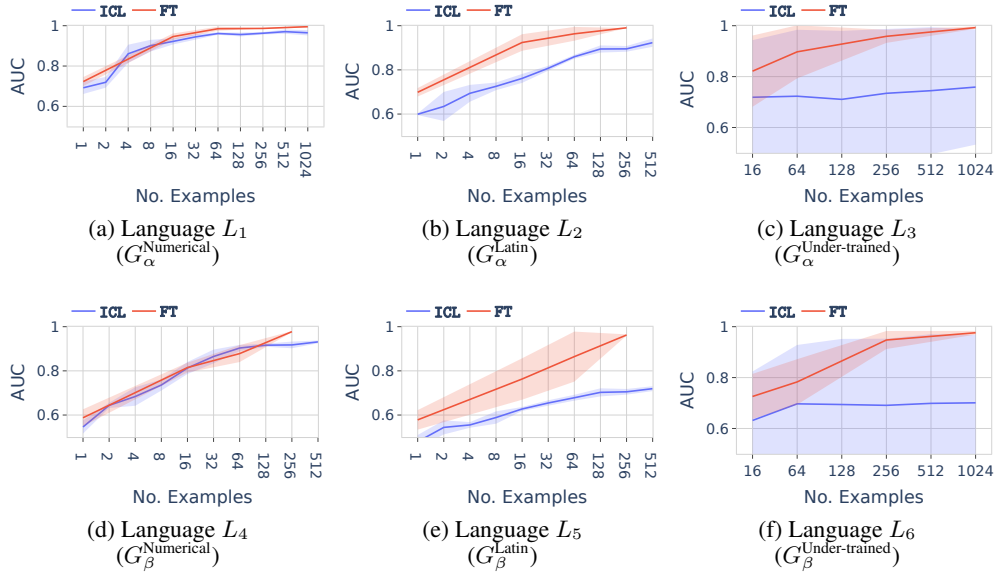 ICL FT
AUC
1
0.8
0.6
1 2 4 8 16 32 64 128 256 512 1024
No. Examples
(a) Language L₁
(G_α^Numerical)
ICL FT
AUC
1
0.8
0.6
1 2 4 8 16 32 64 128 256 512
No. Examples
(b) Language L₂
(G_α^Latin)
ICL FT
AUC
1
0.8
0.6
16 64 128 256 512 1024
No. Examples
(c) Language L₃
(G_α^Under-trained)
ICL FT
AUC
1
0.8
0.6
1 2 4 8 16 32 64 128 256 512
No. Examples
(d) Language L₄
(G_β^Numerical)
ICL FT
AUC
1
0.8
0.6
1 2 4 8 16 32 64 128 256 512
No. Examples
(e) Language L₅
(G_β^Latin)
ICL FT
AUC
1
0.8
0.6
16 64 128 256 512 1024
No. Examples
(f) Language L₆
(G_β^Under-trained)